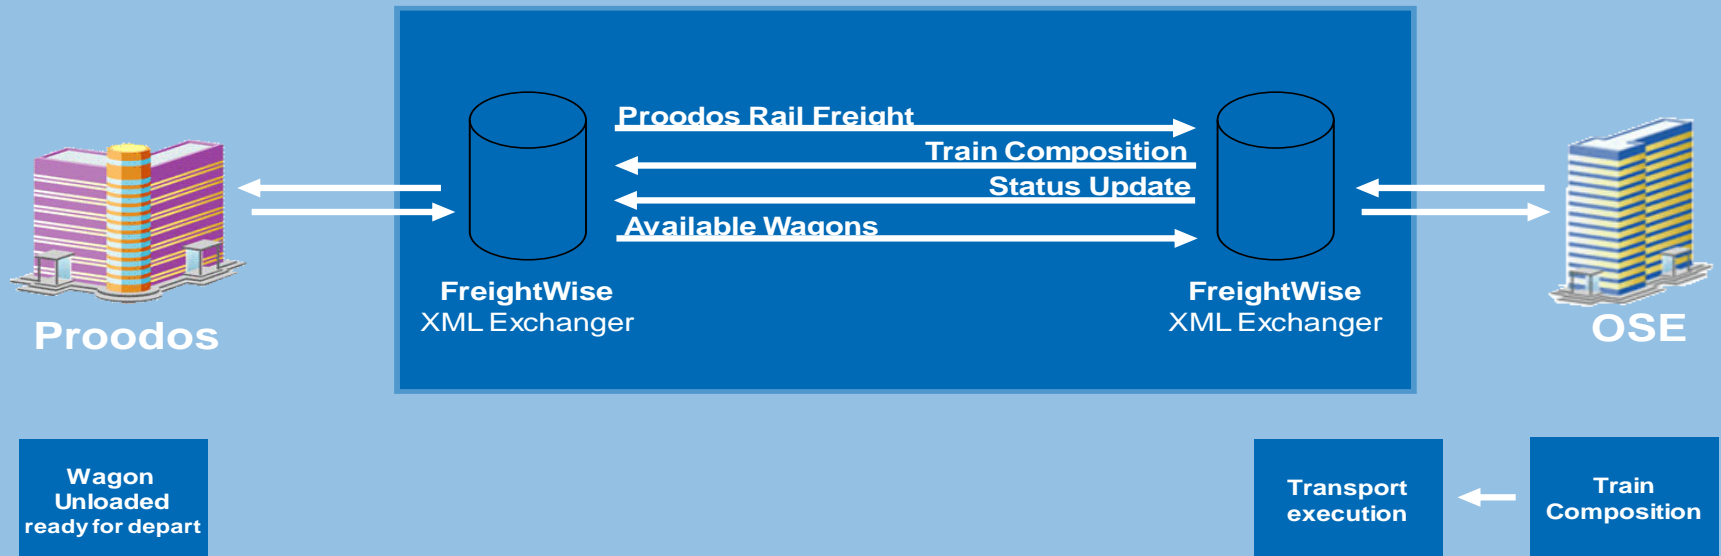 Proodos Rail Freight
Train Composition
Status Update
Available Wagons
FreightWise
XML Exchanger
FreightWise
XML Exchanger
Proodos
OSE
Wagon
Unloaded
ready for depart
Transport
execution
Train
Composition